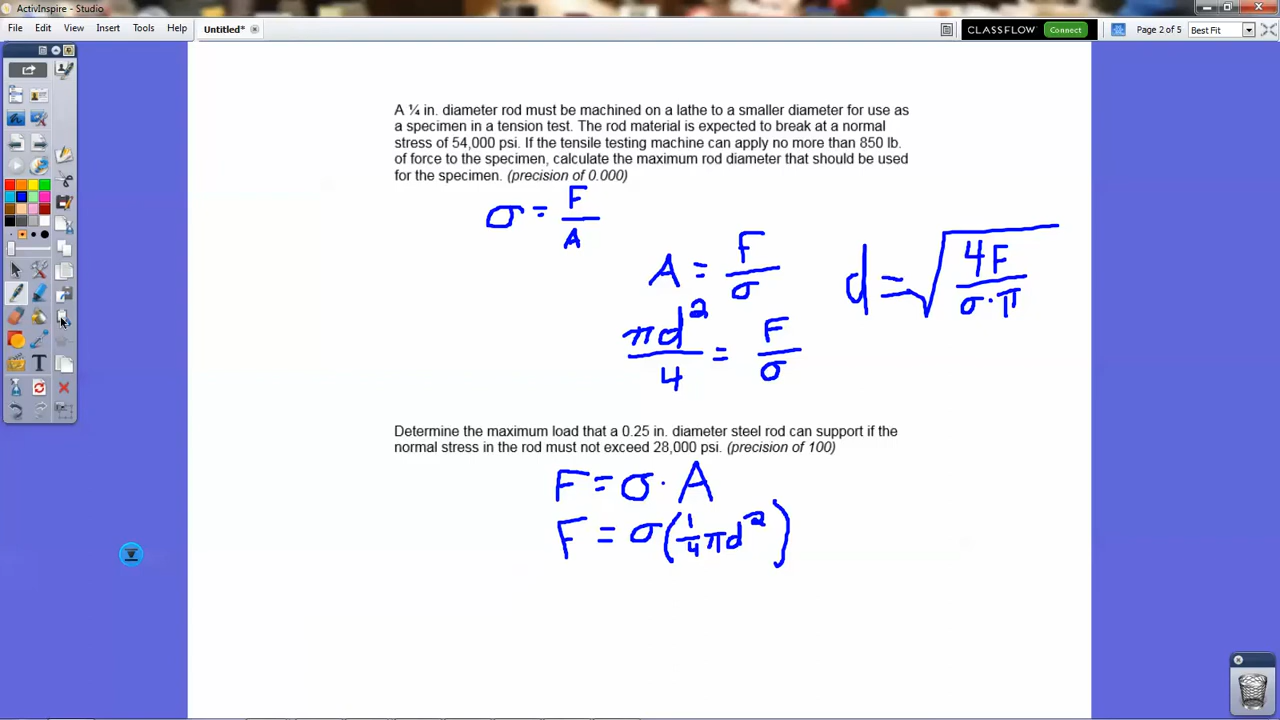 ActivInspire - Studio
File Edit View Insert Tools Help
Untitled*
CLASSFLOW Connect
Page 2 of 5
Best Fit
A ¼ in. diameter rod must be machined on a lathe to a smaller diameter for use as
a specimen in a tension test. The rod material is expected to break at a normal
stress of 54,000 psi. If the tensile testing machine can apply no more than 850 lb.
of force to the specimen, calculate the maximum rod diameter that should be used
for the specimen. (precision of 0.000)
σ = F/A
A = F/σ
πd²/4 = F/σ
d = √(4F/σ·π)
Determine the maximum load that a 0.25 in. diameter steel rod can support if the
normal stress in the rod must not exceed 28,000 psi. (precision of 100)
F = σ · A
F = σ(¼πd²)